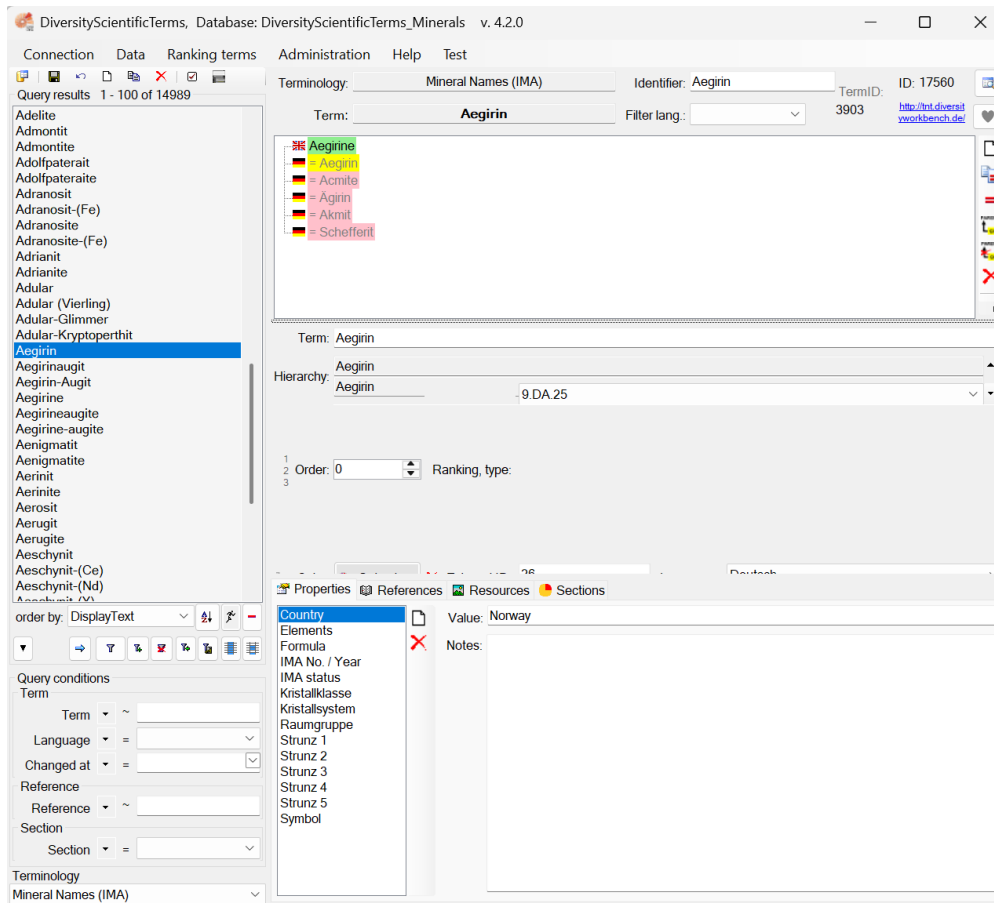 DiversityScientificTerms, Database: DiversityScientificTerms_Minerals v. 4.2.0
Connection Data Ranking terms Administration Help Test
Query results 1 - 100 of 14989
Adelite
Admontit
Admontite
Adolfpaterait
Adolfpateraite
Adranosit
Adranosit-(Fe)
Adranosite
Adranosite-(Fe)
Adrianit
Adrianite
Adular
Adular (Vierling)
Adular-Glimmer
Adular-Kryptoperthit
Aegirin
Aegirinaugit
Aegirin-Augit
Aegirine
Aegirineaugite
Aegirine-augite
Aenigmatit
Aenigmatite
Aerinit
Aerinite
Aerosit
Aerugit
Aerugite
Aeschynit
Aeschynit-(Ce)
Aeschynit-(Nd)
order by: DisplayText
Query conditions
Term
Term ~
Language =
Changed at =
Reference
Reference ~
Section
Section =
Terminology
Mineral Names (IMA)
Terminology: Mineral Names (IMA) Identifier: Aegirin TermID: ID: 17560
Term: Aegirin Filter lang.: 3903 http://tnt.diversit
yworkbench.de/
Aegirine
= Aegirin
= Acmite
= Ägirin
= Akmit
= Schefferit
Term: Aegirin
Hierarchy: Aegirin
Aegirin 9.DA.25
1
2 Order: 0 Ranking, type:
3
Properties References Resources Sections
Country Value: Norway
Elements
Formula Notes:
IMA No. / Year
IMA status
Kristallklasse
Kristallsystem
Raumgruppe
Strunz 1
Strunz 2
Strunz 3
Strunz 4
Strunz 5
Symbol